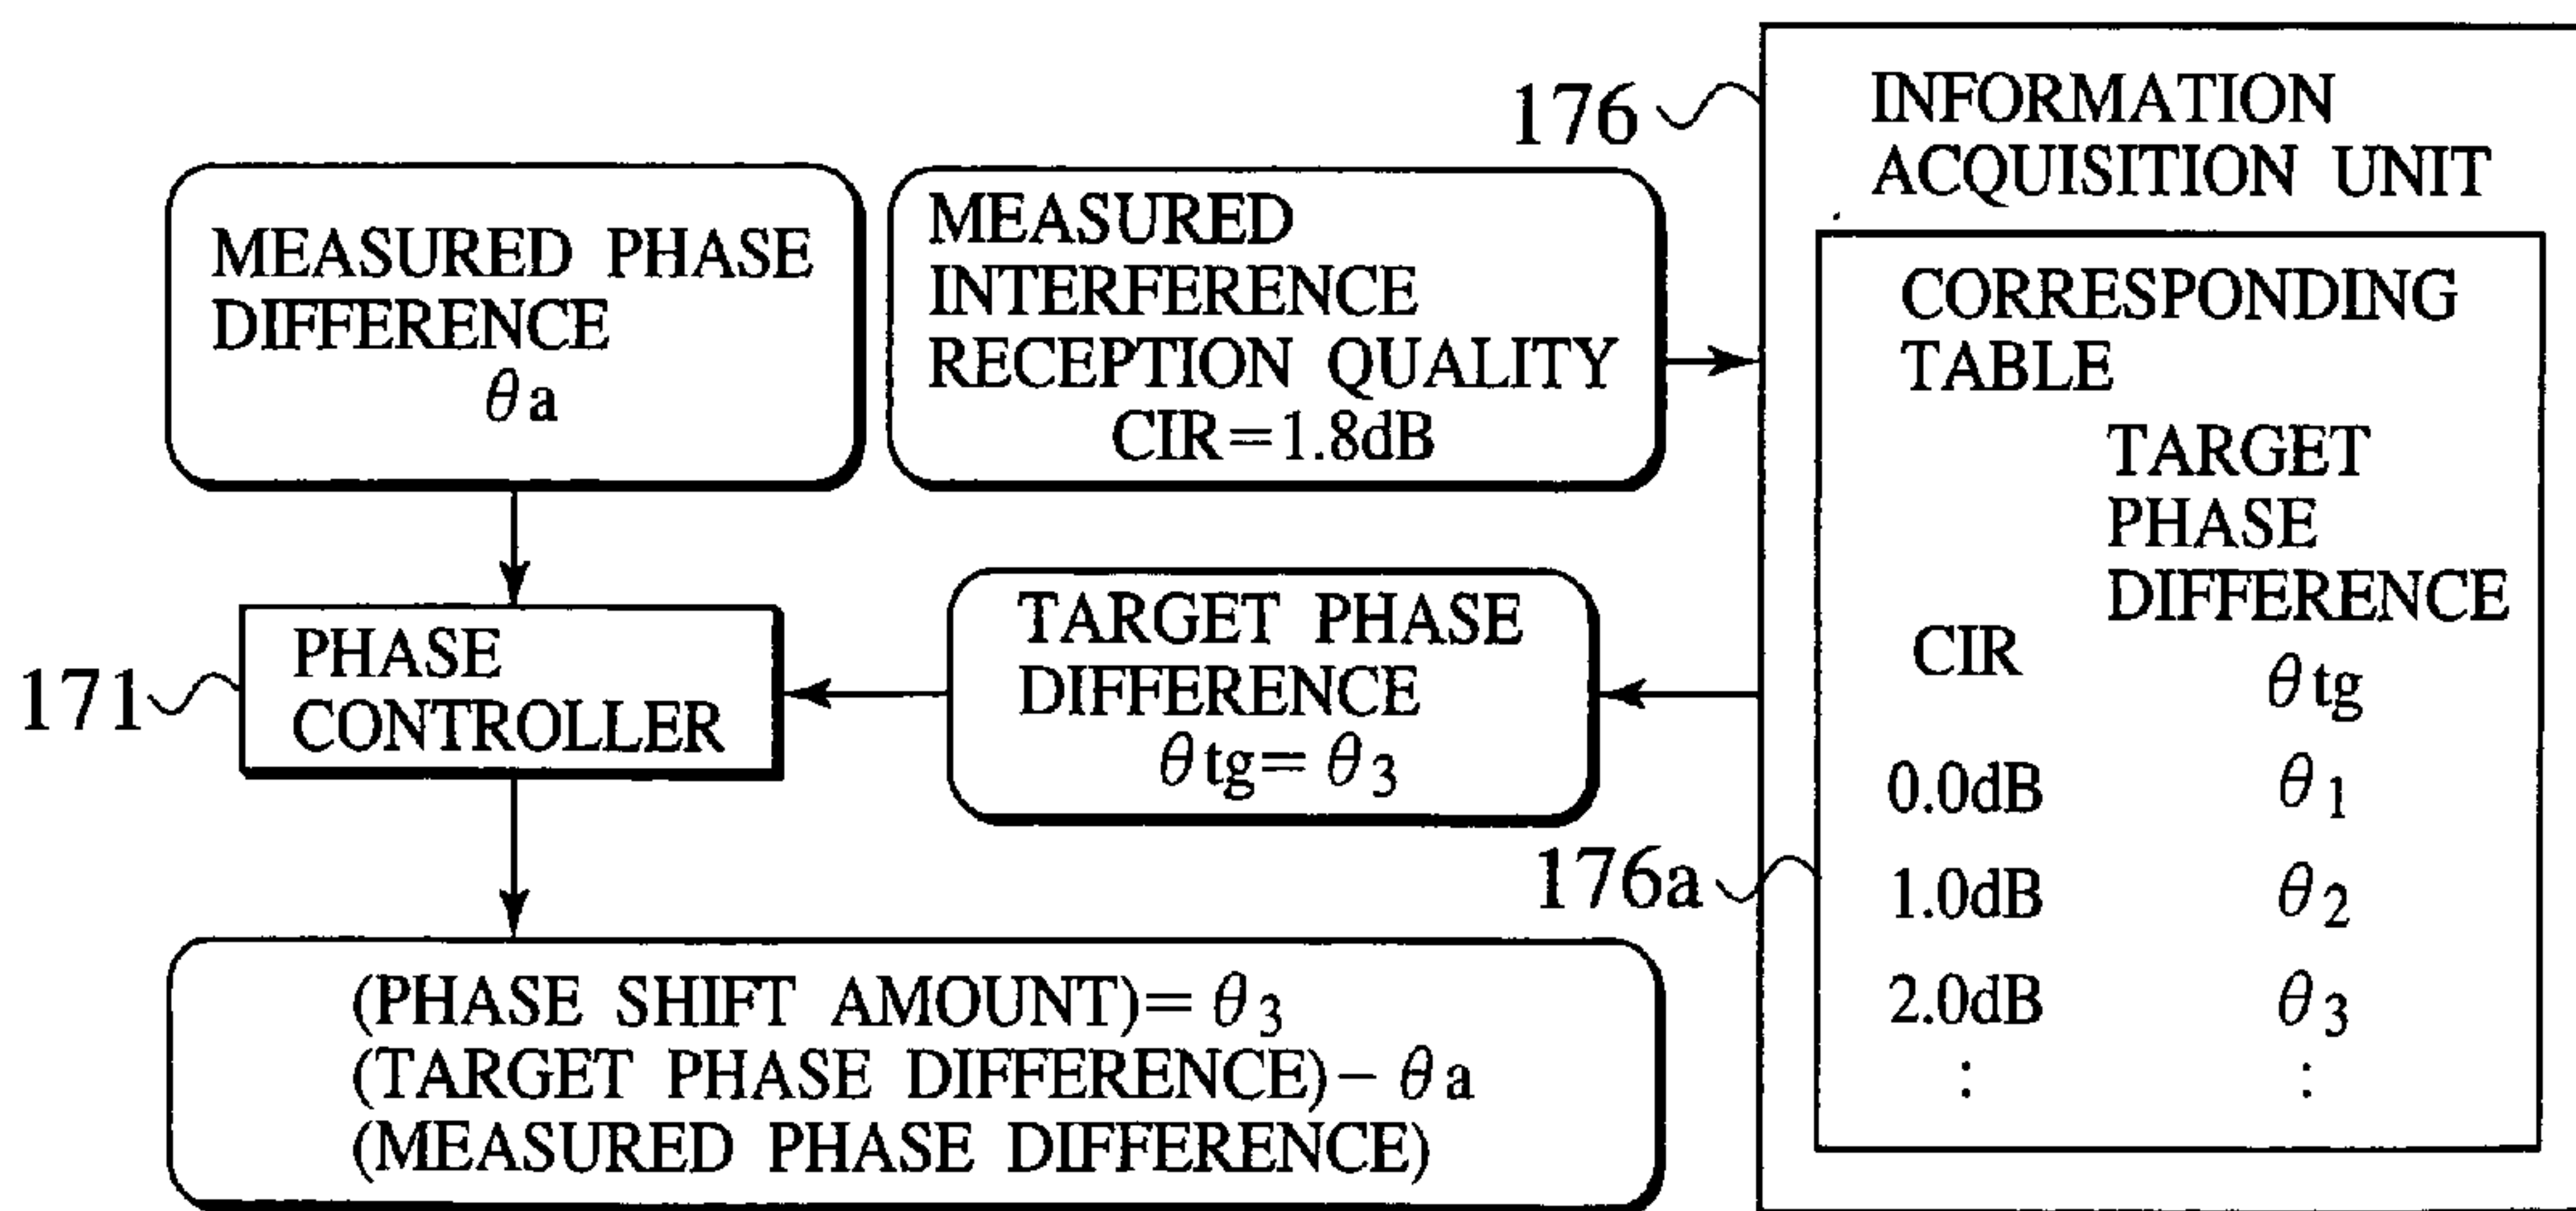 176
INFORMATION
ACQUISITION UNIT
MEASURED PHASE
DIFFERENCE
θa
MEASURED
INTERFERENCE
RECEPTION QUALITY
CIR=1.8dB
CORRESPONDING
TABLE
TARGET
PHASE
DIFFERENCE
CIR
θtg
0.0dB θ1
1.0dB θ2
2.0dB θ3
: :
176a
171
PHASE
CONTROLLER
TARGET PHASE
DIFFERENCE
θtg=θ3
(PHASE SHIFT AMOUNT)=θ3
(TARGET PHASE DIFFERENCE)-θa
(MEASURED PHASE DIFFERENCE)